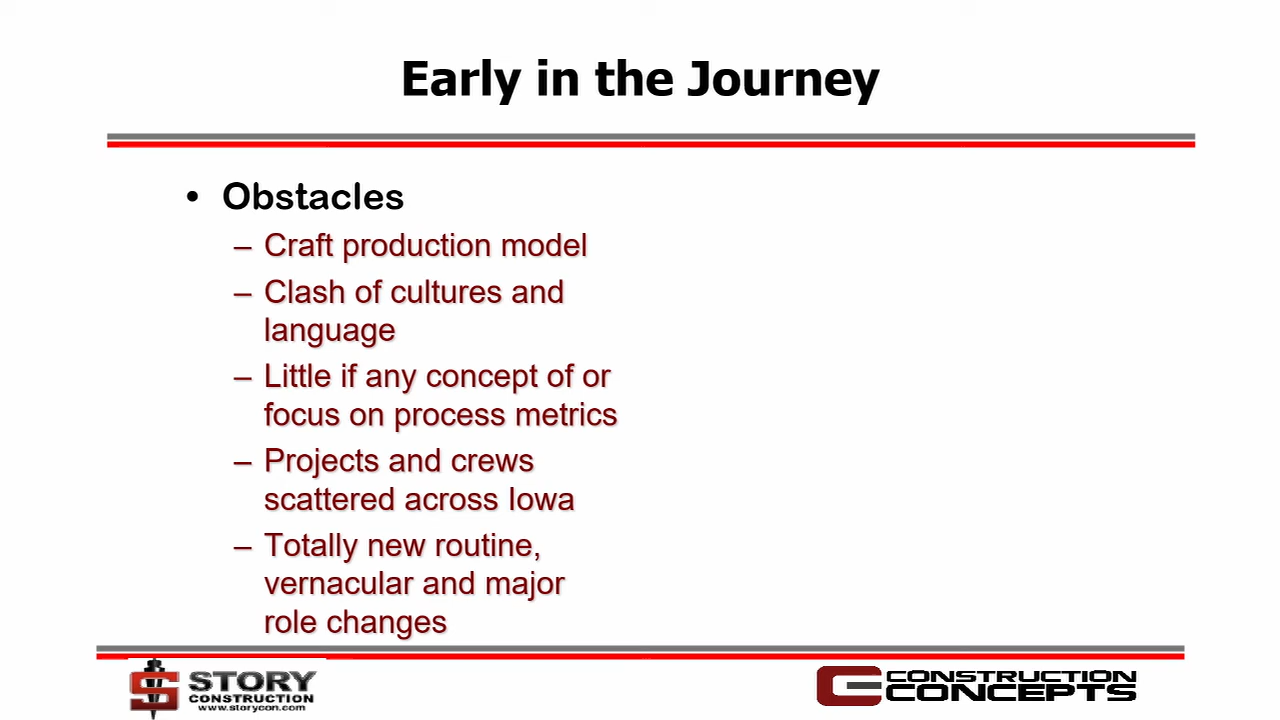 Early in the Journey
• Obstacles
– Craft production model
– Clash of cultures and
language
– Little if any concept of or
focus on process metrics
– Projects and crews
scattered across Iowa
– Totally new routine,
vernacular and major
role changes
STORY
CONSTRUCTION
www.storycon.com
CONSTRUCTION
CONCEPTS